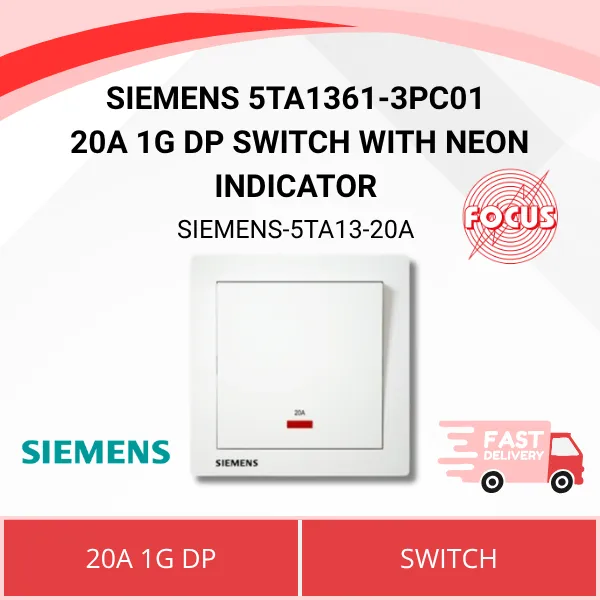 SIEMENS 5TA1361-3PC01
20A 1G DP SWITCH WITH NEON
INDICATOR
SIEMENS-5TA13-20A
FOCUS
20A
SIEMENS
SIEMENS
FAST
DELIVERY
20A 1G DP
SWITCH